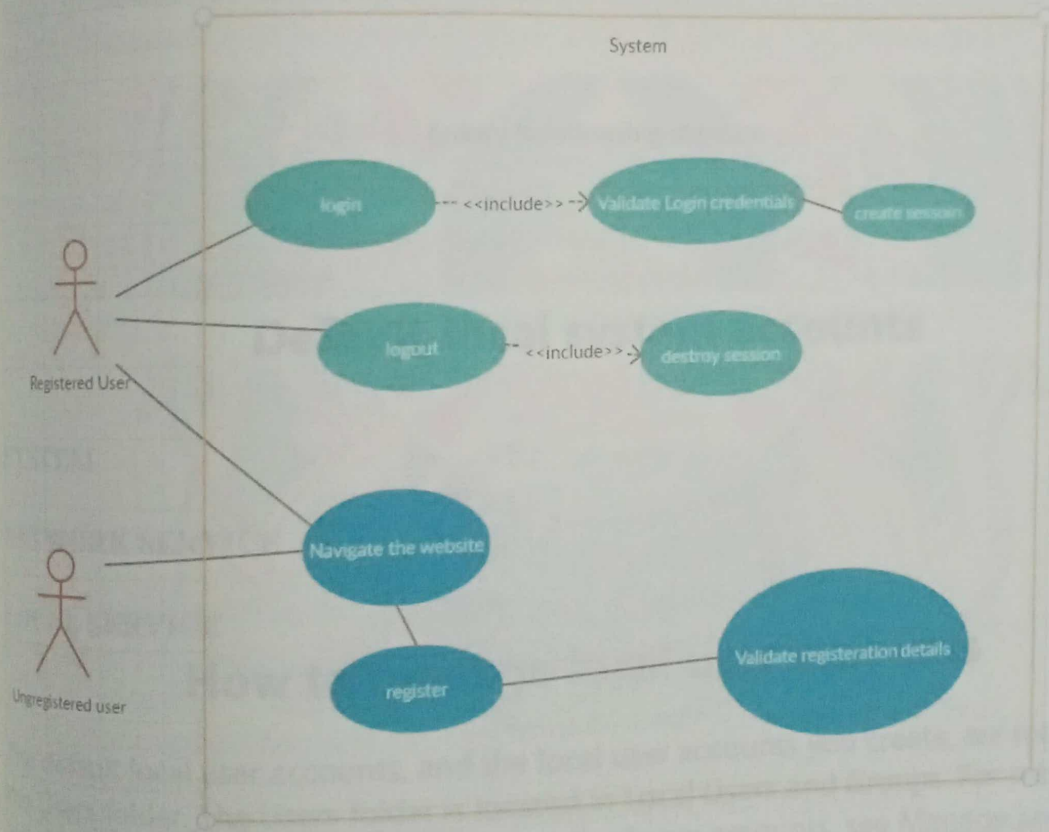 System
login
<<include>>
Validate Login credentials
create session
logout
<<include>>
destroy session
Registered User
Navigate the website
register
Validate registeration details
Ungregistered user